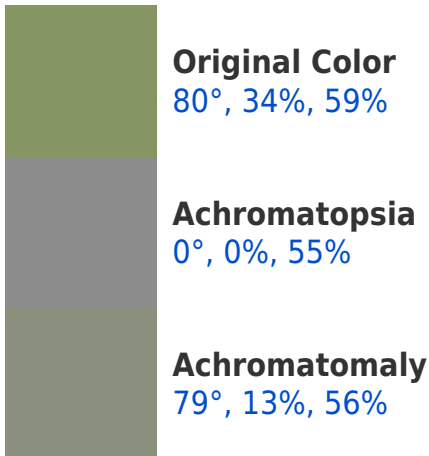 Original Color
80°, 34%, 59%
Achromatopsia
0°, 0%, 55%
Achromatomaly
79°, 13%, 56%